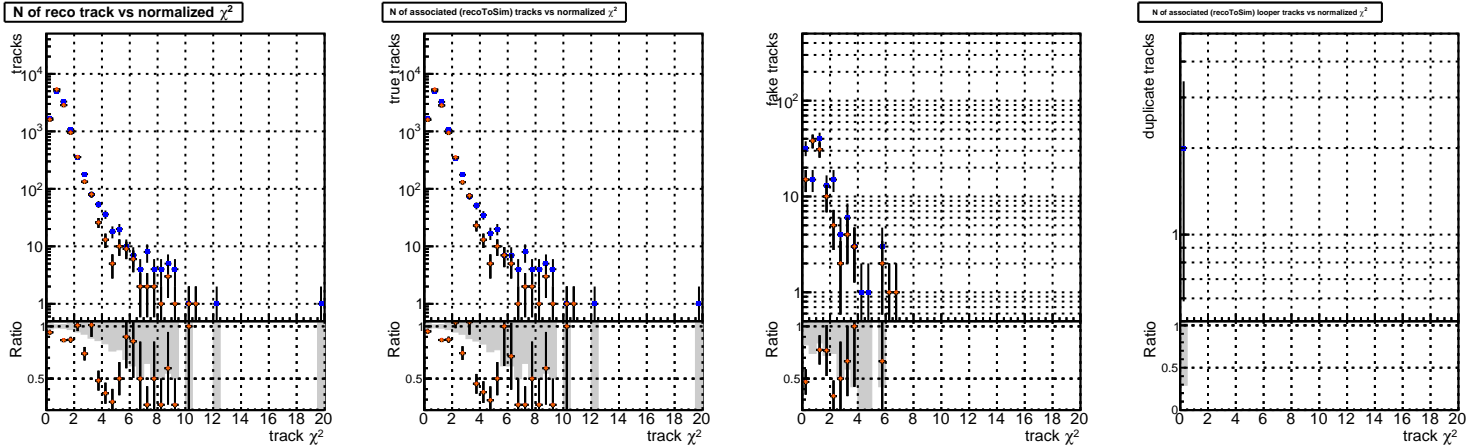 N of reco track vs normalized χ²
tracks
10⁴
10³
10²
10
1
Ratio
1
0.5
0 2 4 6 8 10 12 14 16 18 20
track χ²
N of associated (recoToSim) tracks vs normalized χ²
true tracks
10⁴
10³
10²
10
1
Ratio
1
0.5
0 2 4 6 8 10 12 14 16 18 20
track χ²
fake tracks
10²
10
1
Ratio
1
0.5
0 2 4 6 8 10 12 14 16 18 20
track χ²
N of associated (recoToSim) looper tracks vs normalized χ²
duplicate tracks
1
Ratio
1
0.5
0
0 2 4 6 8 10 12 14 16 18 20
track χ²